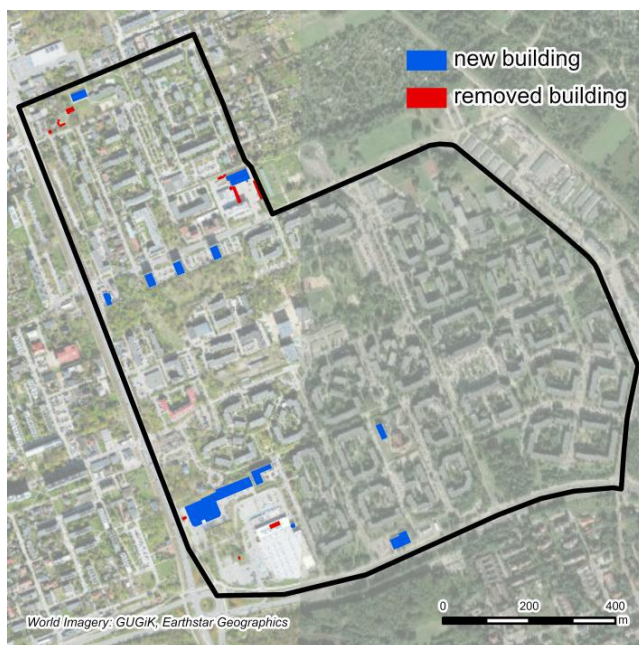 new building
removed building
World Imagery: GUGiK, Earthstar Geographics
0 200 400
m